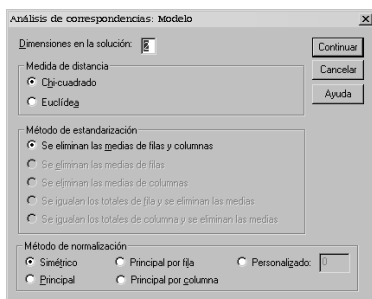 Análisis de correspondencias: Modelo
Dimensiones en la solución: 2
Continuar
Cancelar
Ayuda
Medida de distancia
Chi-cuadrado
Euclídea
Método de estandarización
Se eliminan las medias de filas y columnas
Se eliminan las medias de filas
Se eliminan las medias de columnas
Se igualan los totales de fila y se eliminan las medias
Se igualan los totales de columna y se eliminan las medias
Método de normalización
Simétrico Principal por fila Personalizado: 0
Principal Principal por columna